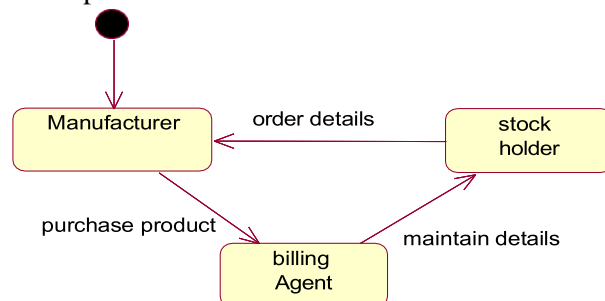 Manufacturer
order details
stock
holder
purchase product
maintain details
billing
Agent